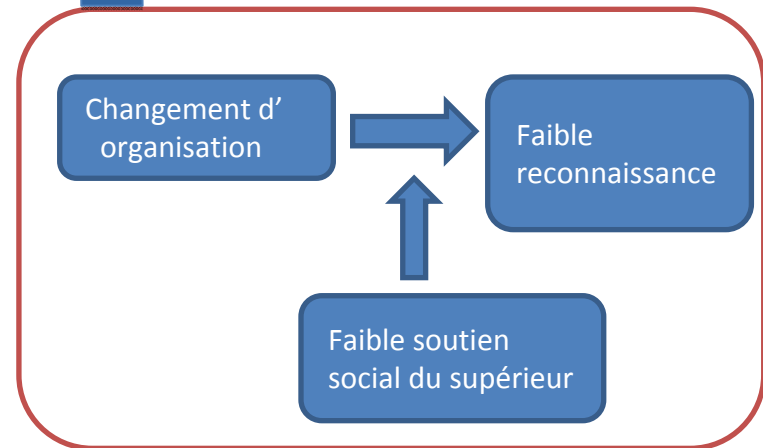 Changement d’
organisation
Faible
reconnaissance
Faible soutien
social du supérieur